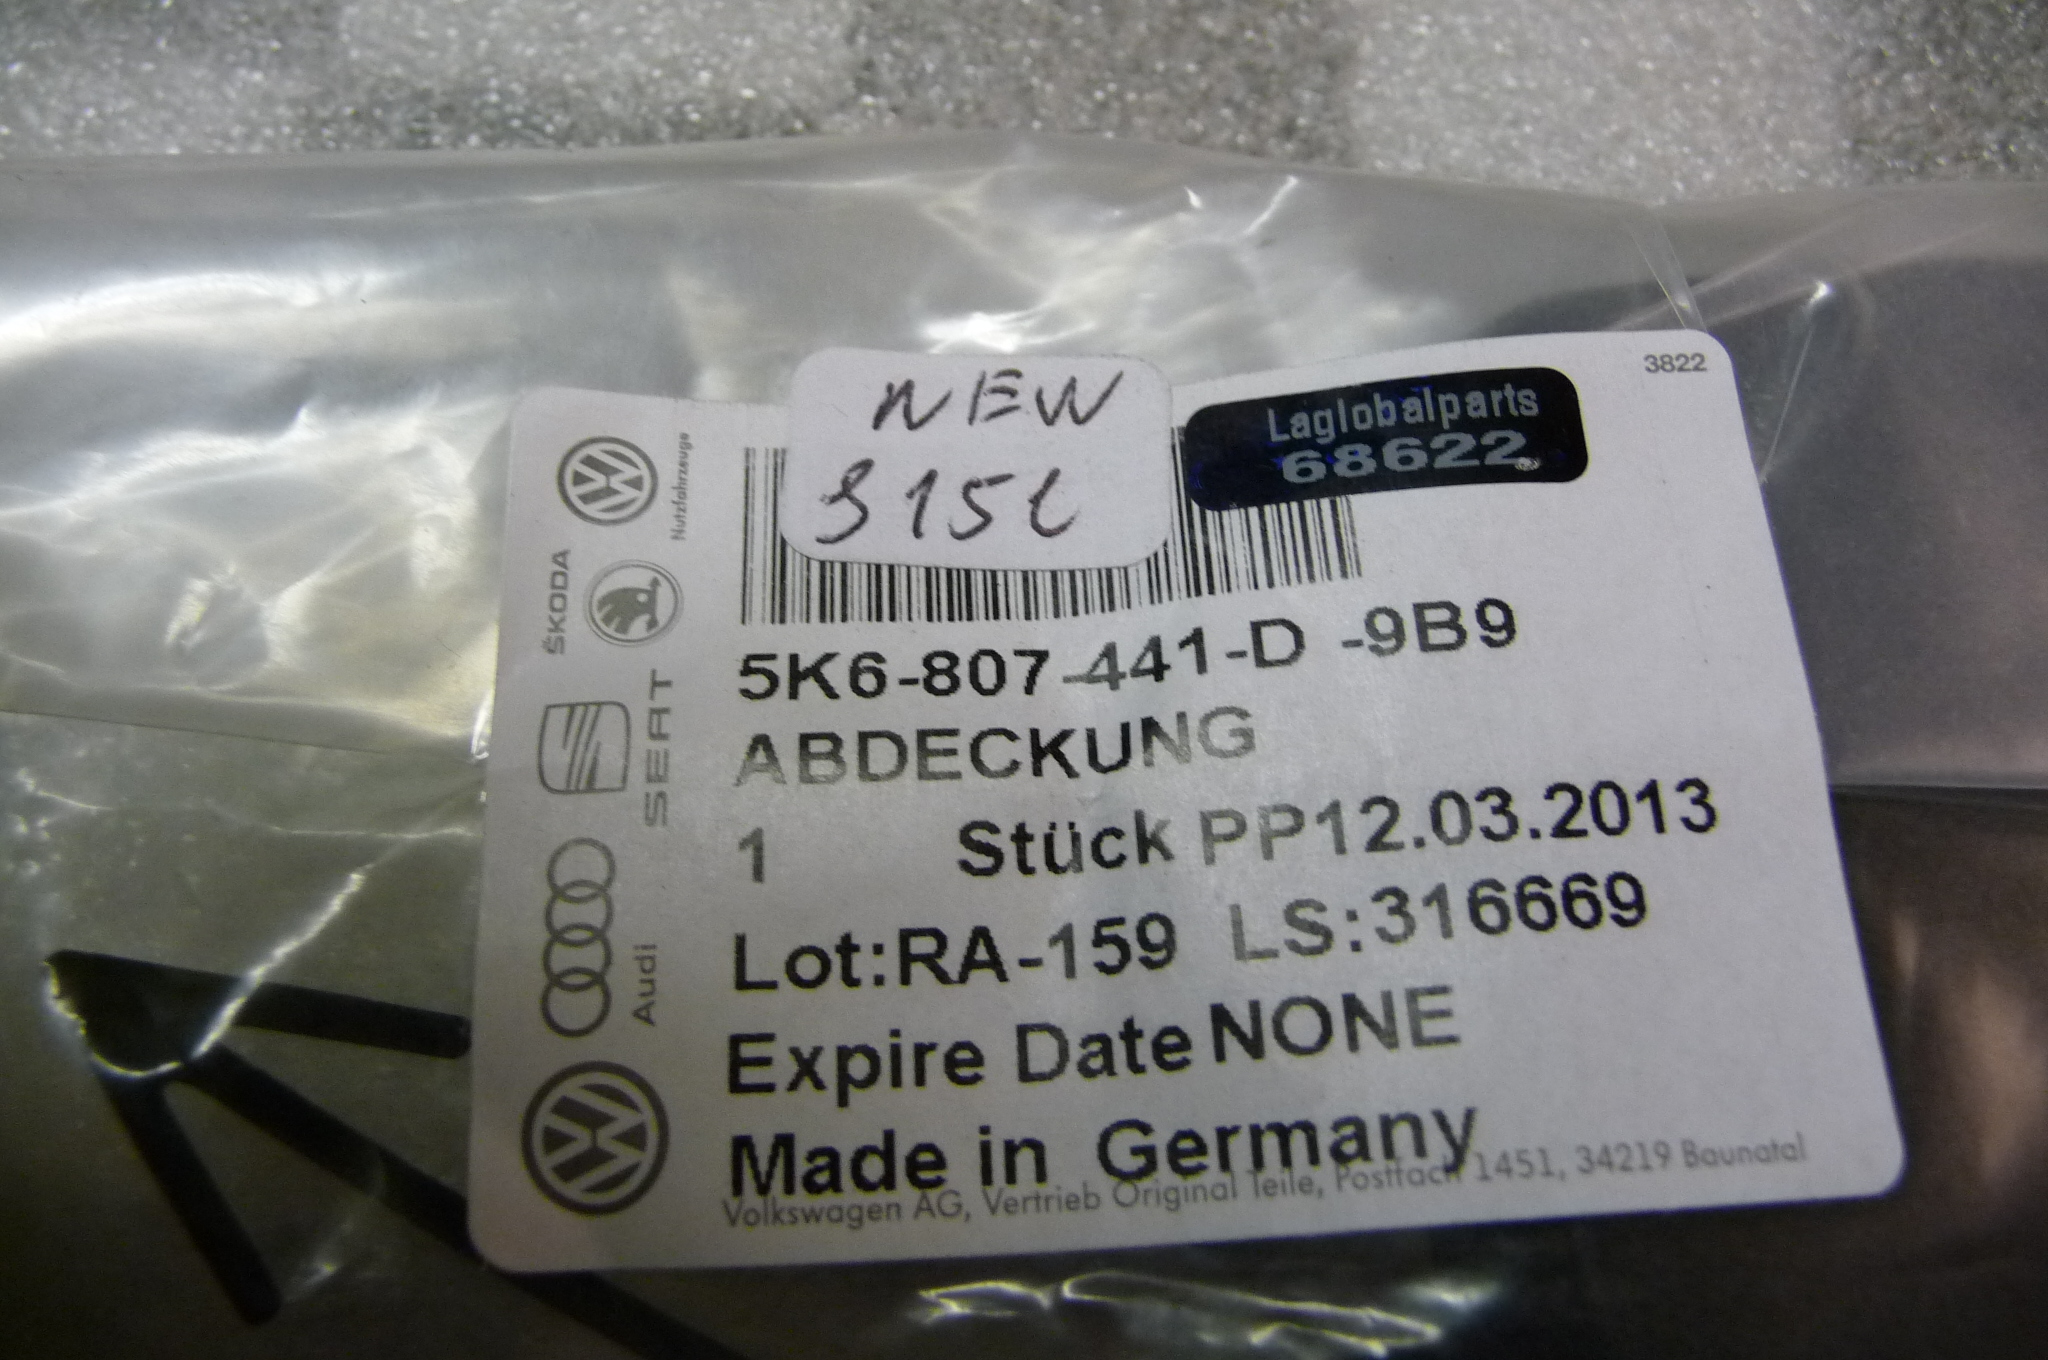 3822
NEW
315L
Laglobalparts
68622
Nutzfahrzeuge
ŠKODA
SEAT
Audi
5K6-807-441-D -9B9
ABDECKUNG
1 Stück PP12.03.2013
Lot:RA-159 LS:316669
Expire Date NONE
Made in Germany
Volkswagen AG, Vertrieb Original Teile, Postfach 1451, 34219 Baunatal